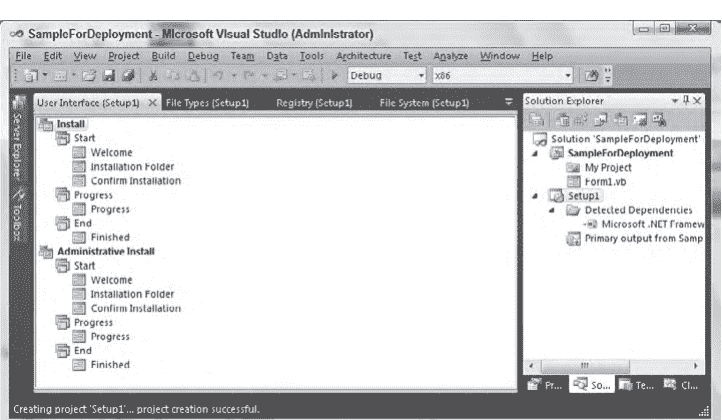 SampleForDeployment - Microsoft Visual Studio (Administrator)
File Edit View Project Build Debug Team Data Tools Architecture Test Analyze Window Help
Debug x86
User Interface (Setup1) File Types (Setup1) Registry (Setup1) File System (Setup1)
Server Explorer
Toolbox
Install
Start
Welcome
Installation Folder
Confirm Installation
Progress
Progress
End
Finished
Administrative Install
Start
Welcome
Installation Folder
Confirm Installation
Progress
Progress
End
Finished
Solution Explorer
Solution 'SampleForDeployment'
SampleForDeployment
My Project
Form1.vb
Setup1
Detected Dependencies
Microsoft .NET Framew
Primary output from Samp
Pr... So... Te... Cl...
Creating project 'Setup1'... project creation successful.